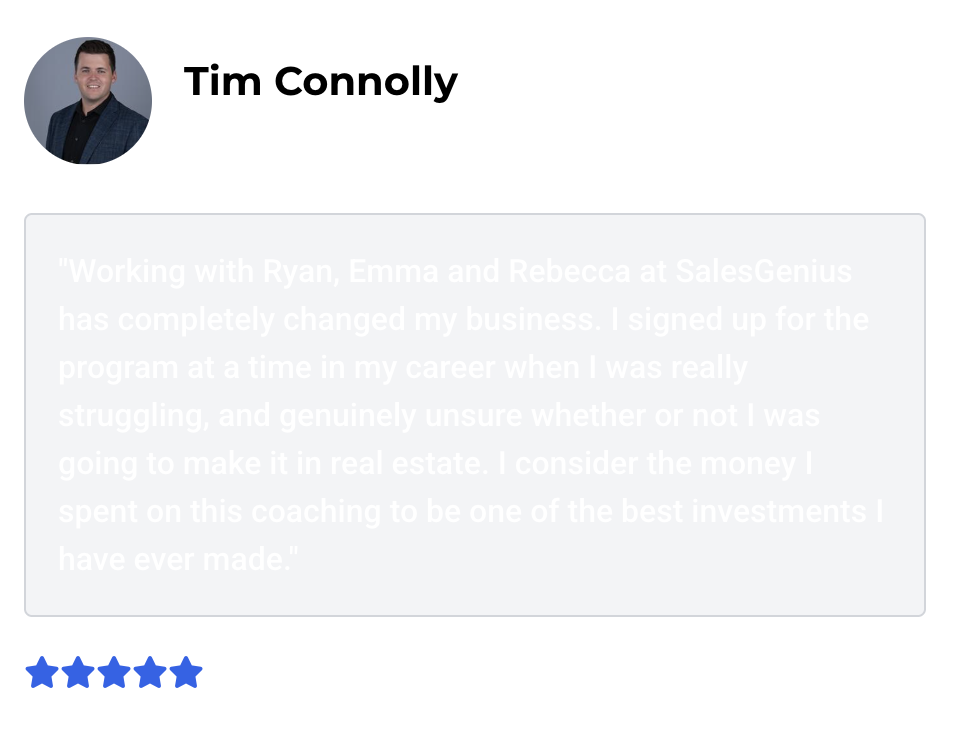 Tim Connolly
"Working with Ryan, Emma and Rebecca at SalesGenius
has completely changed my business. I signed up for the
program at a time in my career when I was really
struggling, and genuinely unsure whether or not I was
going to make it in real estate. I consider the money I
spent on this coaching to be one of the best investments I
have ever made."